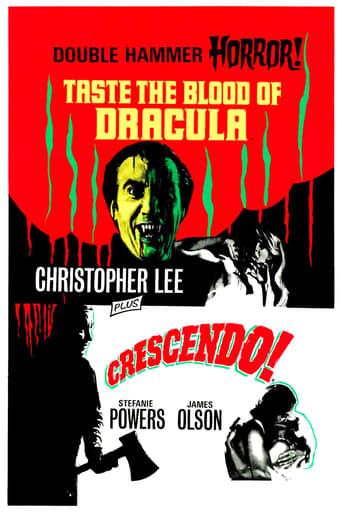 DOUBLE HAMMER HORROR!
TASTE THE BLOOD OF
DRACULA
CHRISTOPHER LEE
PLUS
CRESCENDO!
STEFANIE JAMES
POWERS OLSON